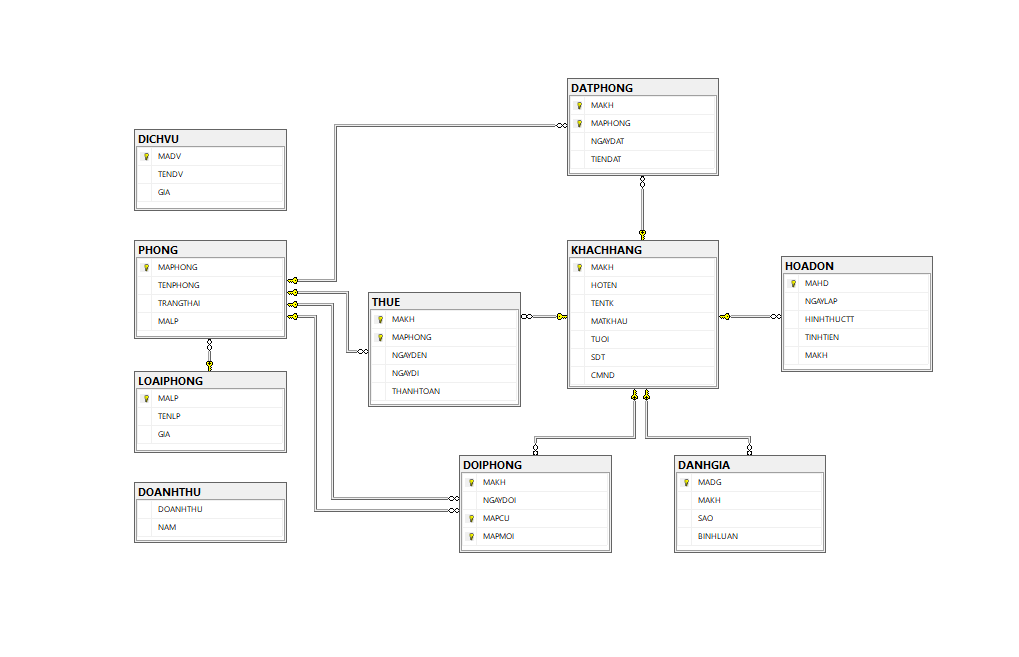 DATPHONG
MAKH
MAPHONG
NGAYDAT
TIENDAT
DICHVU
MADV
TENDV
GIA
PHONG
MAPHONG
TENPHONG
TRANGTHAI
MALP
KHACHHANG
MAKH
HOTEN
TENTK
MATKHAU
TUOI
SDT
CMND
HOADON
MAHD
NGAYLAP
HINHTHUCTT
TINHTIEN
MAKH
THUE
MAKH
MAPHONG
NGAYDEN
NGAYDI
THANHTOAN
LOAIPHONG
MALP
TENLP
GIA
DOIPHONG
MAKH
NGAYDOI
MAPCU
MAPMOI
DANHGIA
MADG
MAKH
SAO
BINHLUAN
DOANHTHU
DOANHTHU
NAM